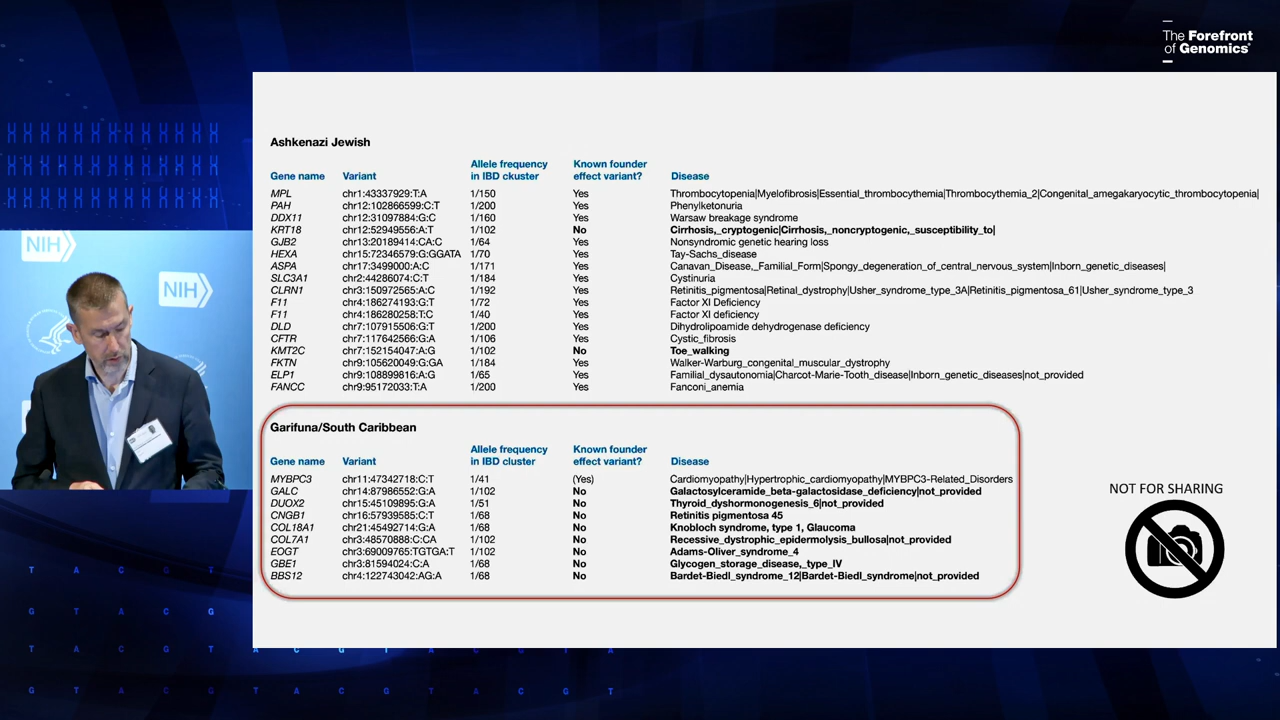 The Forefront
of Genomics®
NIH
NIH
Ashkenazi Jewish
Gene name Variant Allele frequency in IBD ckuster Known founder effect variant? Disease
MPL chr1:43337929:T:A 1/150 Yes Thrombocytopenia|Myelofibrosis|Essential_thrombocythemia|Thrombocythemia_2|Congenital_amegakaryocytic_thrombocytopenia|
PAH chr12:102866599:C:T 1/200 Yes Phenylketonuria
DDX11 chr12:31097884:G:C 1/160 Yes Warsaw breakage syndrome
KRT18 chr12:52949556:A:T 1/102 No Cirrhosis,_cryptogenic|Cirrhosis,_noncryptogenic,_susceptibility_to|
GJB2 chr13:20189414:CA:C 1/64 Yes Nonsyndromic genetic hearing loss
HEXA chr15:72346579:G:GGATA 1/70 Yes Tay-Sachs_disease
ASPA chr17:3499000:A:C 1/171 Yes Canavan_Disease,_Familial_Form|Spongy_degeneration_of_central_nervous_system|Inborn_genetic_diseases|
SLC3A1 chr2:44286074:C:T 1/184 Yes Cystinuria
CLRN1 chr3:150972565:A:C 1/192 Yes Retinitis_pigmentosa|Retinal_dystrophy|Usher_syndrome_type_3A|Retinitis_pigmentosa_61|Usher_syndrome_type_3
F11 chr4:186274193:G:T 1/72 Yes Factor XI Deficiency
F11 chr4:186280258:T:C 1/40 Yes Factor XI deficiency
DLD chr7:107915506:G:T 1/200 Yes Dihydrolipoamide dehydrogenase deficiency
CFTR chr7:117642566:G:A 1/106 Yes Cystic_fibrosis
KMT2C chr7:152154047:A:G 1/102 No Toe_walking
FKTN chr9:105620049:G:GA 1/184 Yes Walker-Warburg_congenital_muscular_dystrophy
ELP1 chr9:108899816:A:G 1/65 Yes Familial_dysautonomia|Charcot-Marie-Tooth_disease|Inborn_genetic_diseases|not_provided
FANCC chr9:95172033:T:A 1/200 Yes Fanconi_anemia
Garifuna/South Caribbean
Gene name Variant Allele frequency in IBD cluster Known founder effect variant? Disease
MYBPC3 chr11:47342718:C:T 1/41 (Yes) Cardiomyopathy|Hypertrophic_cardiomyopathy|MYBPC3-Related_Disorders
GALC chr14:87986552:G:A 1/102 No Galactosylceramide_beta-galactosidase_deficiency|not_provided
DUOX2 chr15:45109895:G:A 1/51 No Thyroid_dyshormonogenesis_6|not_provided
CNGB1 chr16:57939585:C:T 1/68 No Retinitis pigmentosa 45
COL18A1 chr21:45492714:G:A 1/68 No Knobloch syndrome, type 1, Glaucoma
COL7A1 chr3:48570888:C:CA 1/102 No Recessive_dystrophic_epidermolysis_bullosa|not_provided
EOGT chr3:69009765:TGTGA:T 1/102 No Adams-Oliver_syndrome_4
GBE1 chr3:81594024:C:A 1/68 No Glycogen_storage_disease,_type_IV
BBS12 chr4:122743042:AG:A 1/68 No Bardet-Biedl_syndrome_12|Bardet-Biedl_syndrome|not_provided
NOT FOR SHARING
T A C G
G T A C G
T A C G T A C G T A
G T A C G T A C G T A C G T